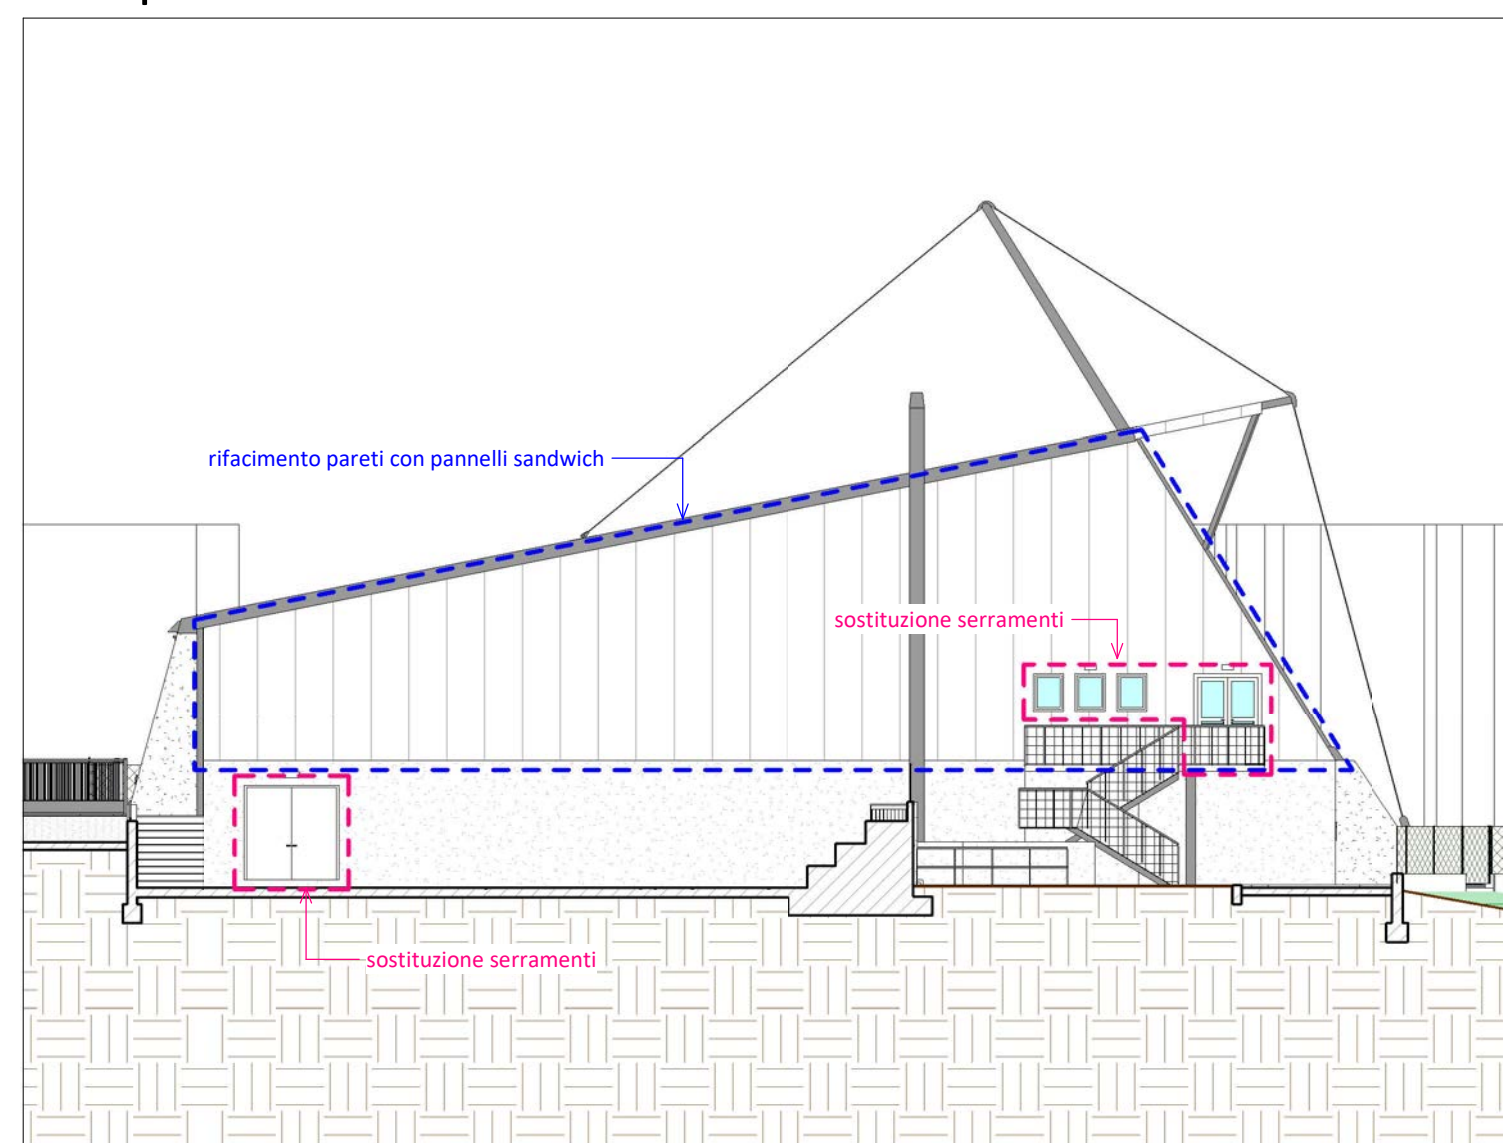 rifacimento pareti con pannelli sandwich
sostituzione serramenti
sostituzione serramenti